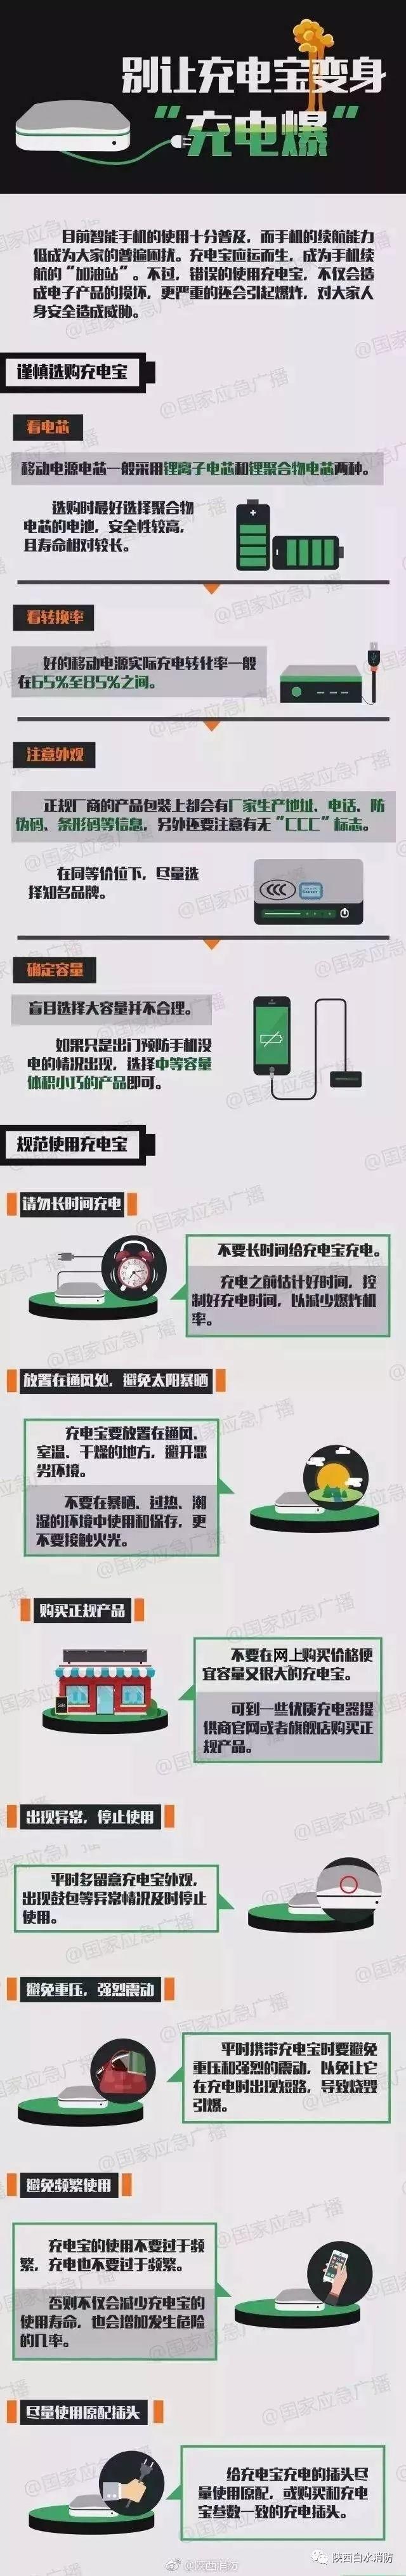 别让充电宝变身
“充电爆”
目前智能手机的使用十分普及，而手机的续航能力
低成为大家的普遍困扰。充电宝应运而生，成为手机续
航的“加油站”。不过，错误的使用充电宝，不仅会造
成电子产品的损坏，更严重的还会引起爆炸，对大家人
身安全造成威胁。
谨慎选购充电宝
看电芯
移动电源电芯一般采用锂离子电芯和锂聚合物电芯两种。
选购时最好选择聚合物
电芯的电池，安全性较高，
且寿命相对较长。
看转换率
好的移动电源实际充电转化率一般
在65%至85%之间。
注意外观
正规厂商的产品包装上都会有厂家生产地址、电话、防
伪码、条形码等信息，另外还要注意有无“CCC”标志。
在同等价位下，尽量选
择知名品牌。
确定容量
盲目选择大容量并不合理。
如果只是出门预防手机没
电的情况出现，选择中等容量
体积小巧的产品即可。
规范使用充电宝
请勿长时间充电
不要长时间给充电宝充电。
充电之前估计好时间，控
制好充电时间，以减少爆炸机
率。
放置在通风处，避免太阳暴晒
充电宝要放置在通风、
室温、干燥的地方，避开恶
劣环境。
不要在暴晒、过热、潮
湿的环境中使用和保存，更
不要接触火光。
购买正规产品
不要在网上购买价格便
宜容量又很大的充电宝。
可到一些优质充电器提
供商官网或者旗舰店购买正
规产品。
出现异常，停止使用
平时多留意充电宝外观，
出现鼓包等异常情况及时停止
使用。
避免重压，强烈震动
平时携带充电宝时要避免
重压和强烈的震动，以免让它
在充电时出现短路，导致烧毁
引爆。
避免频繁使用
充电宝的使用不要过于频
繁，充电也不要过于频繁。
否则不仅会减少充电宝的
使用寿命，也会增加发生危险
的几率。
尽量使用原配插头
给充电宝充电的插头尽
量使用原配，或购买和充电
宝参数一致的充电插头。
陕西白水消防
@陕西消防
@国家应急广播